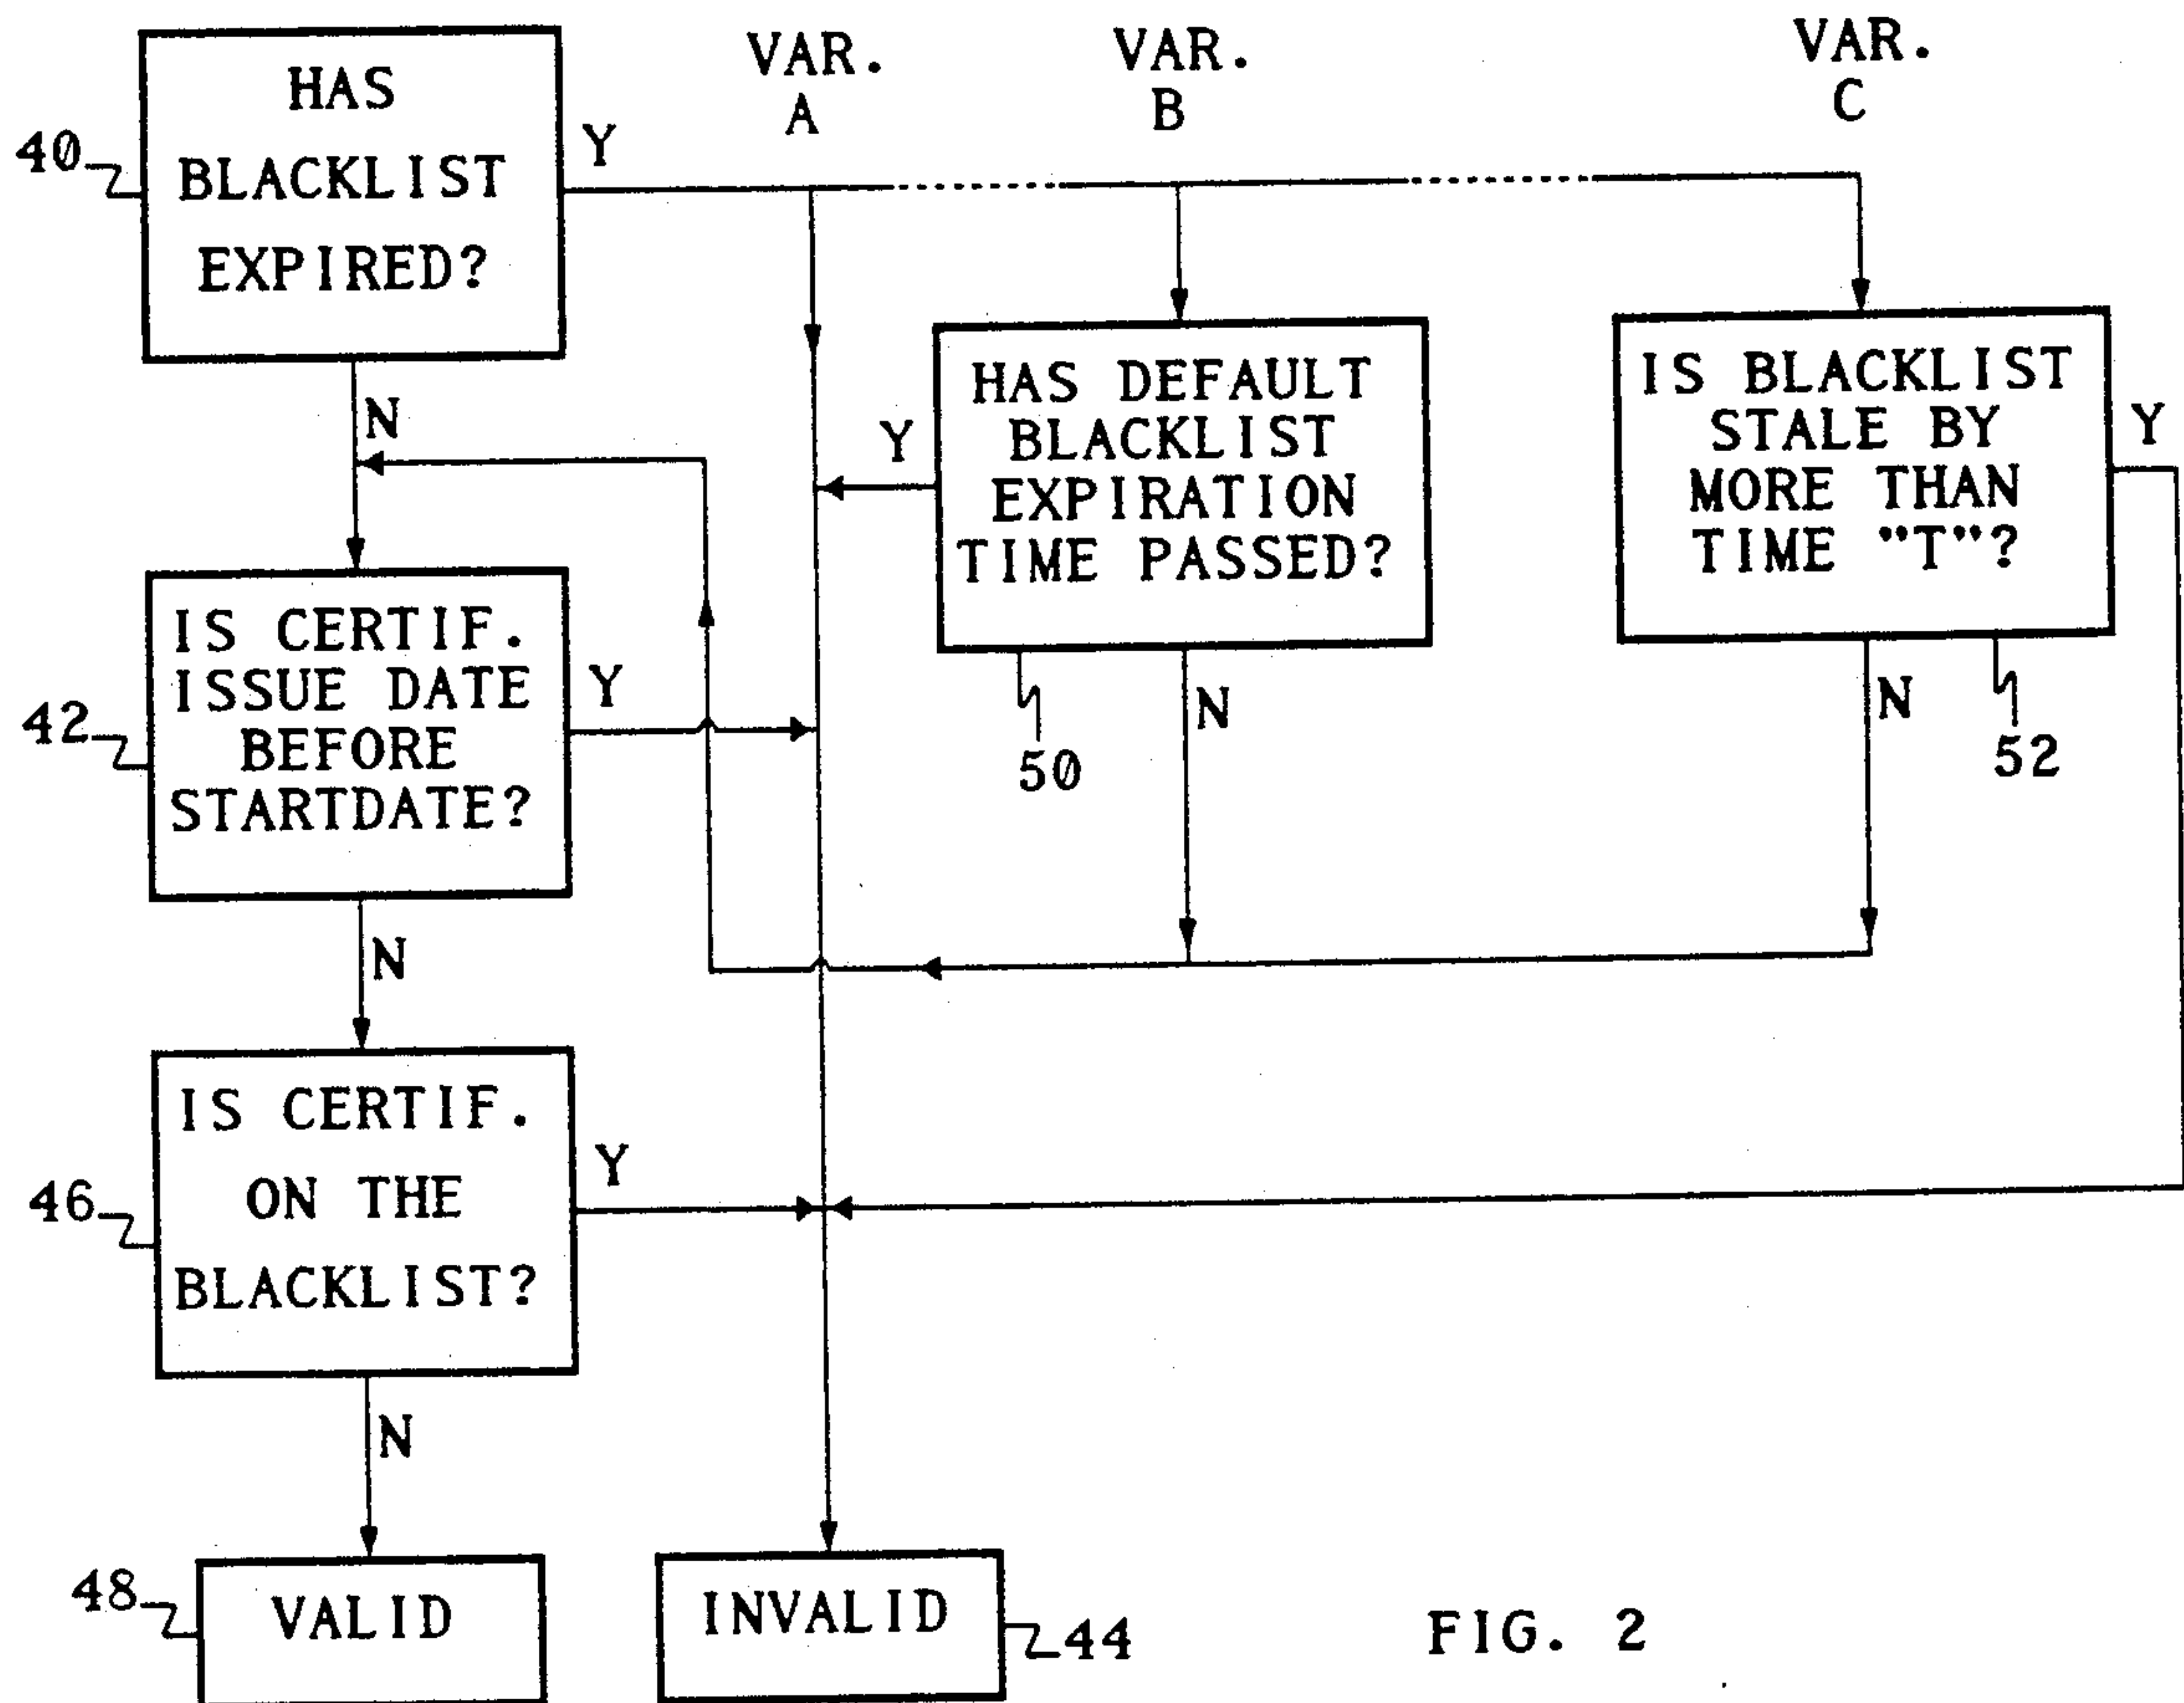 HAS
BLACKLIST
EXPIRED?
40
Y
N
VAR.
A
VAR.
B
VAR.
C
HAS DEFAULT
BLACKLIST
EXPIRATION
TIME PASSED?
Y
N
50
IS BLACKLIST
STALE BY
MORE THAN
TIME "T"?
Y
N
52
IS CERTIF.
ISSUE DATE
BEFORE
STARTDATE?
42
Y
N
IS CERTIF.
ON THE
BLACKLIST?
46
Y
N
48
VALID
INVALID
44
FIG. 2